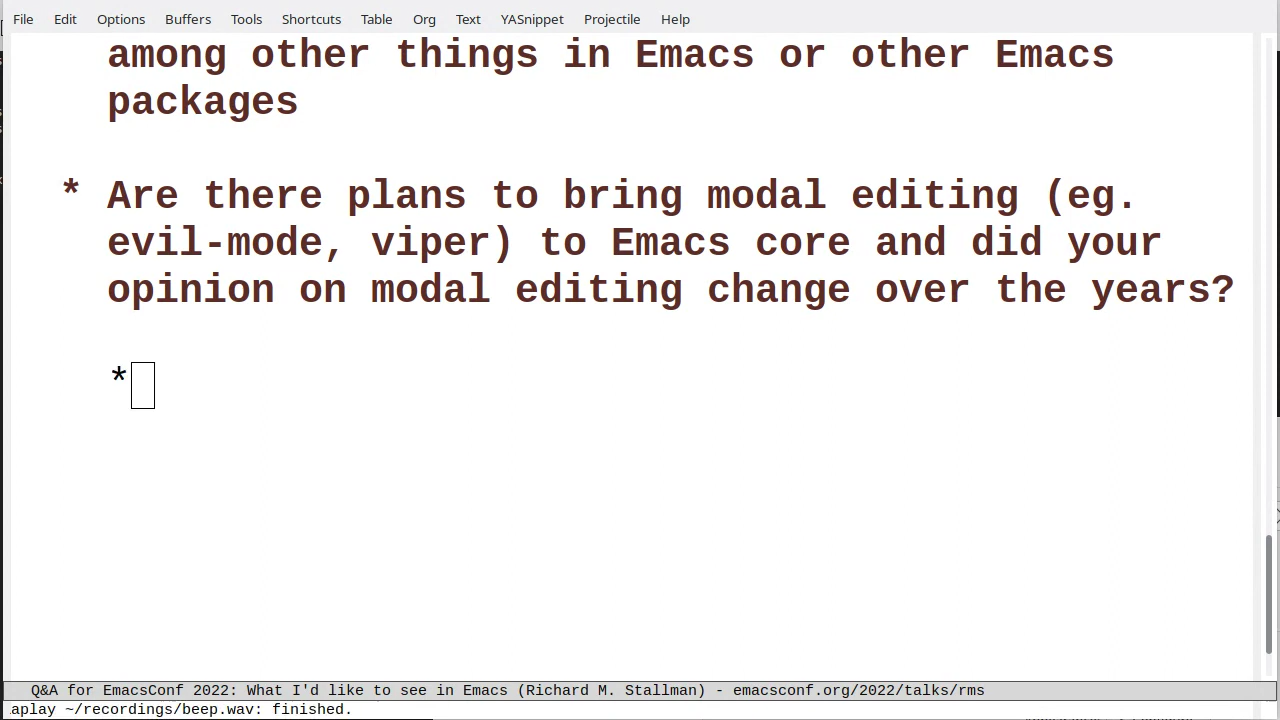 File Edit Options Buffers Tools Shortcuts Table Org Text YASnippet Projectile Help
among other things in Emacs or other Emacs
packages
* Are there plans to bring modal editing (eg.
evil-mode, viper) to Emacs core and did your
opinion on modal editing change over the years?
*
Q&A for EmacsConf 2022: What I'd like to see in Emacs (Richard M. Stallman) - emacsconf.org/2022/talks/rms
aplay ~/recordings/beep.wav: finished.